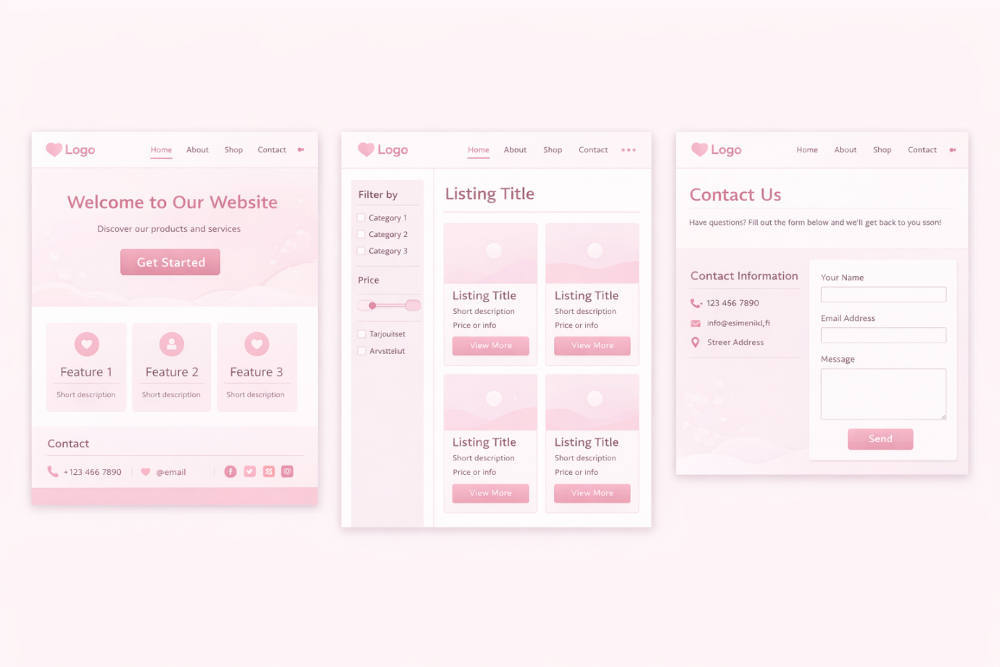 Logo
Home About Shop Contact
Welcome to Our Website
Discover our products and services
Get Started
Feature 1
Short description
Feature 2
Short description
Feature 3
Short description
Contact
+123 466 7890
@email
Logo
Home About Shop Contact
Filter by
Category 1
Category 2
Category 3
Price
Tarjouitset
Arvstteliut
Listing Title
Listing Title
Short description
Price or info
View More
Listing Title
Short description
Price or info
View More
Listing Title
Short description
Price or info
View More
Listing Title
Short description
Price or info
View More
Logo
Home About Shop Contact
Contact Us
Have questions? Fill out the form below and we'll get back to you sson!
Contact Information
123 456 7890
info@esimenikl,fi
Streer Address
Your Name
Email Address
Message
Send